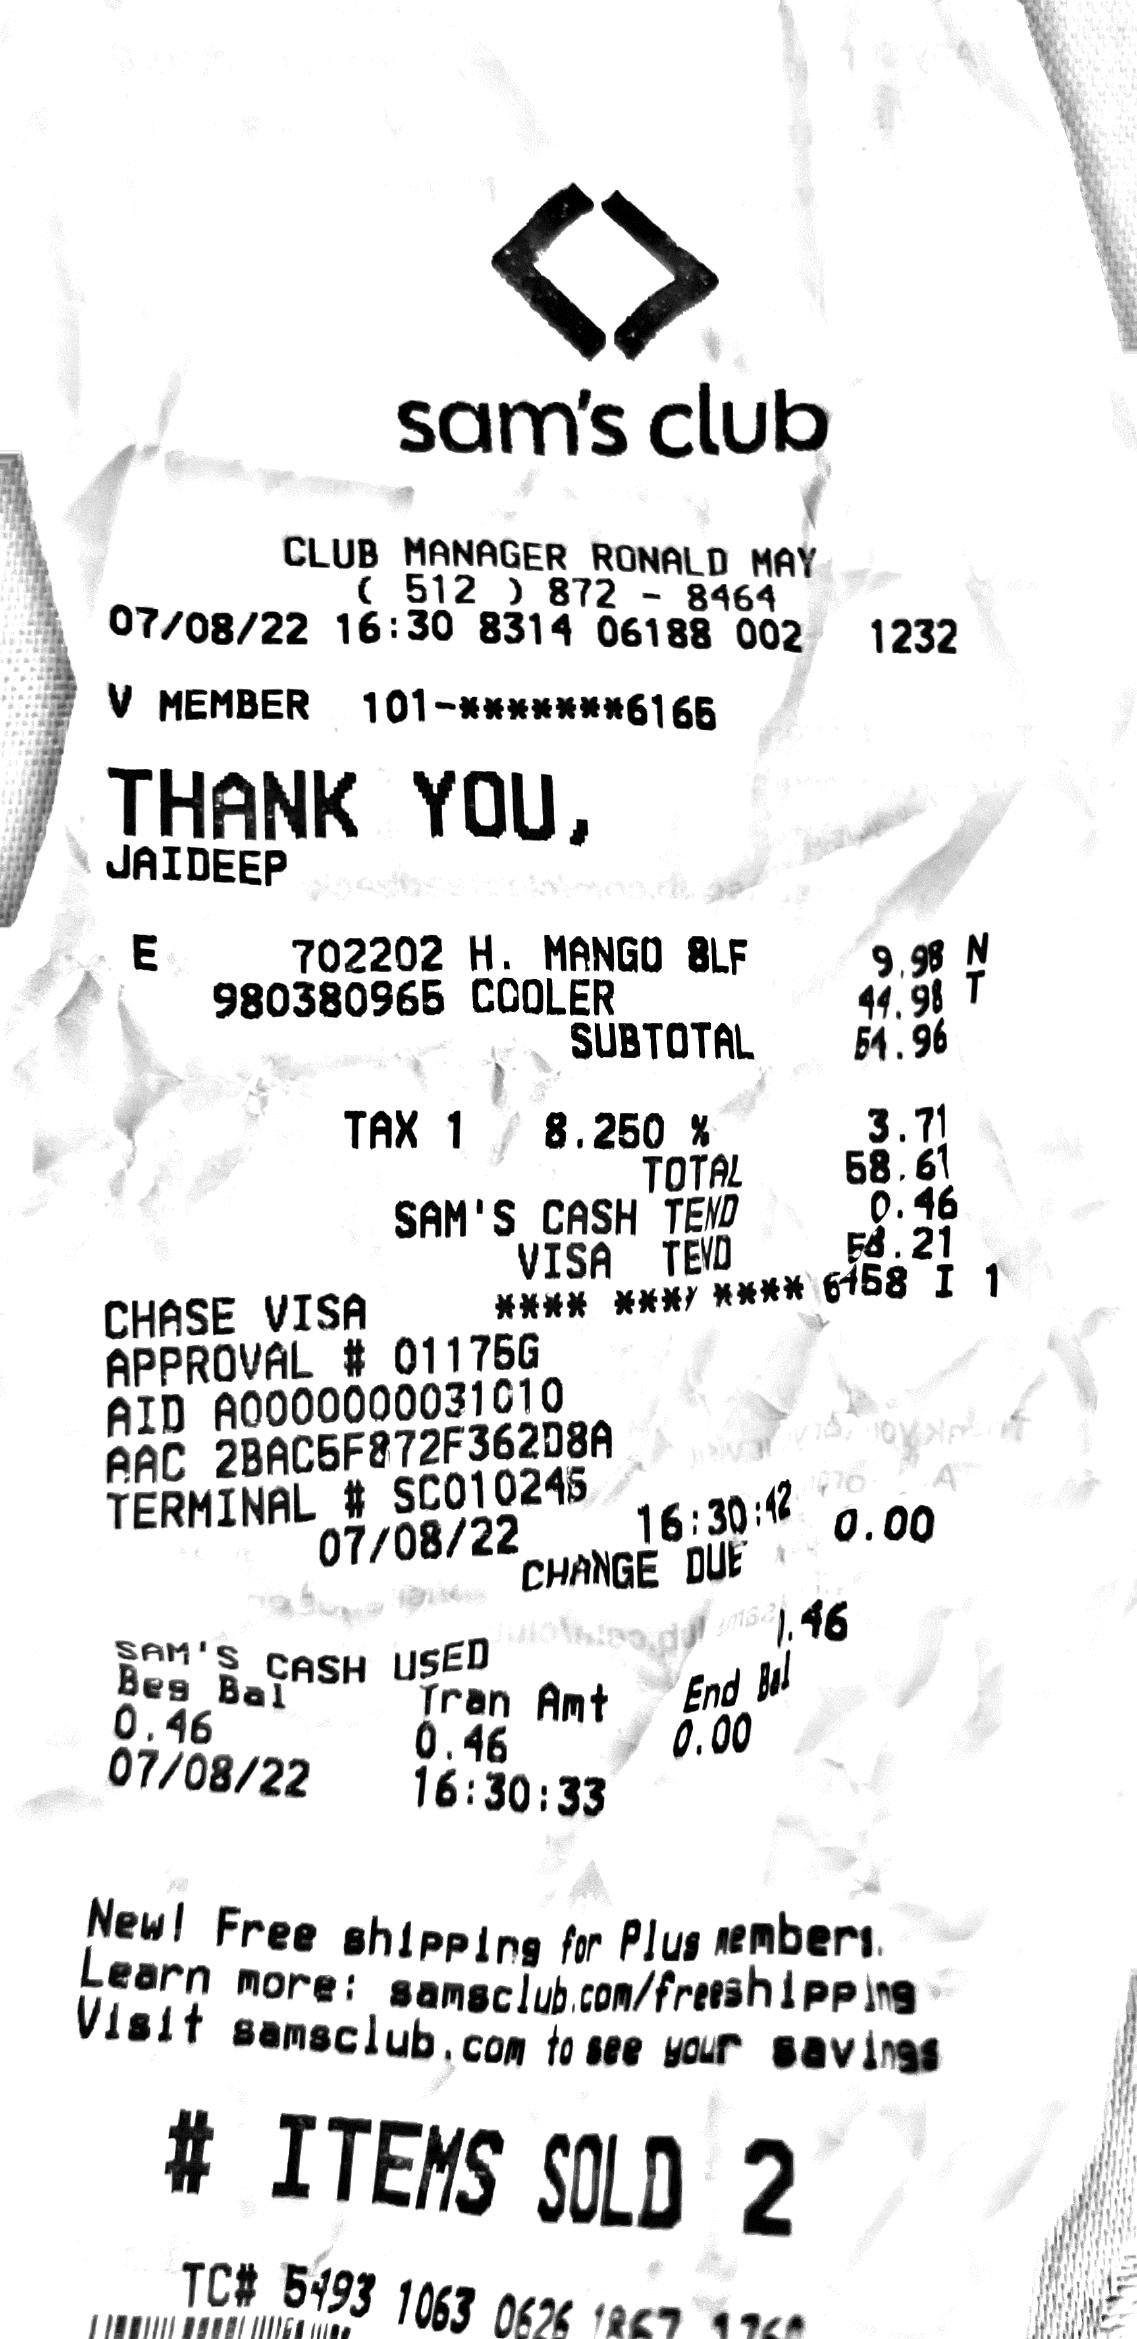 sam's club
CLUB MANAGER RONALD MAY
( 512 ) 872 - 8464
07/08/22 16:30 8314 06188 002 1232
V MEMBER 101-*******6165
THANK YOU,
JAIDEEP
E 702202 H. MANGO 8LF 9.98 N
980380965 COOLER 44.98 T
SUBTOTAL 54.96
TAX 1 8.250 % 3.71
TOTAL 58.67
SAM'S CASH TEND 0.46
VISA TEND 58.21
CHASE VISA **** **** **** 6458 I 1
APPROVAL # 01175G
AID A0000000031010
AAC 2BAC5F872F362D8A
TERMINAL # SC010245
07/08/22 16:30:42
CHANGE DUE 0.00
SAM'S CASH USED .46
Beg Bal Tran Amt End Bal
0.46 0.46 0.00
07/08/22 16:30:33
New! Free shipping for Plus members.
Learn more: samsclub.com/freeshipping
Visit samsclub.com to see your savings
# ITEMS SOLD 2
TC# 5493 1063 0626 1867